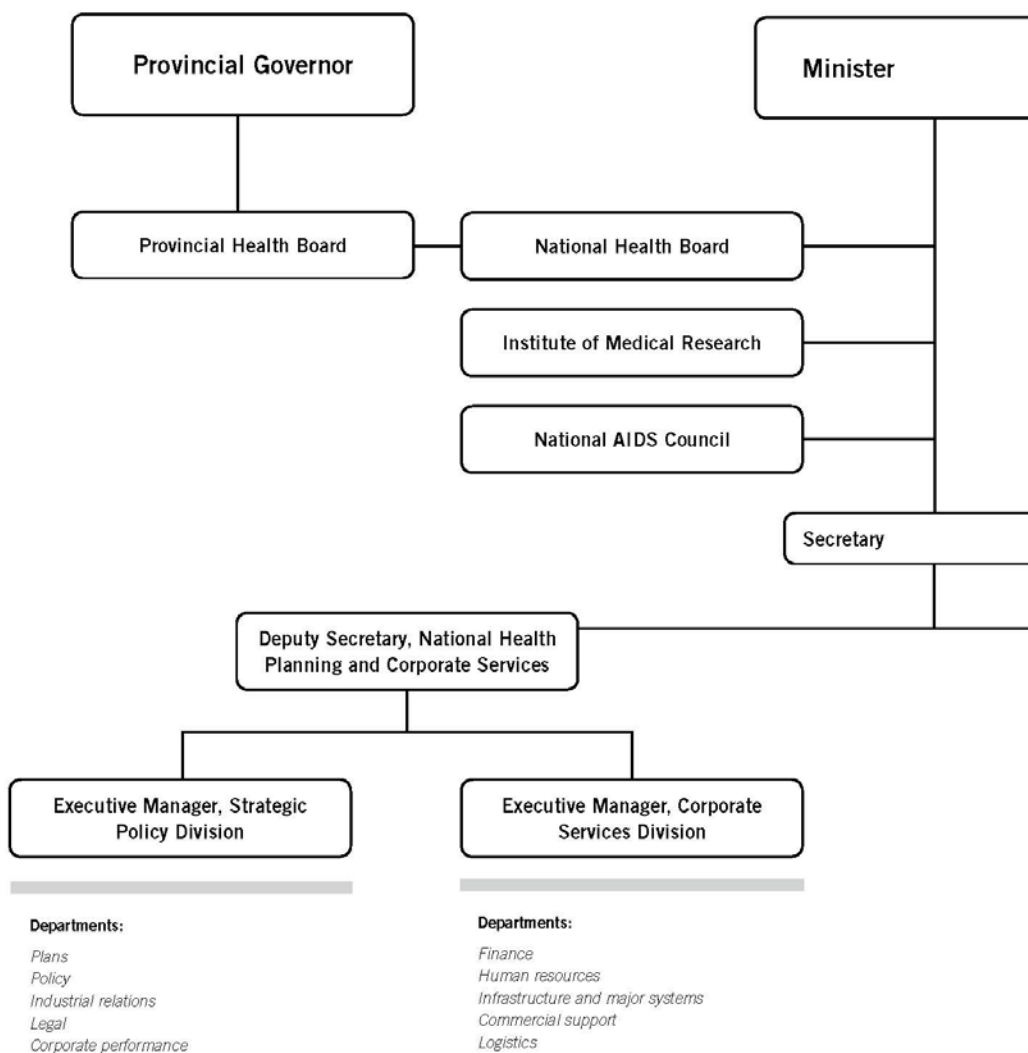 Provincial Governor
Minister
Provincial Health Board
National Health Board
Institute of Medical Research
National AIDS Council
Secretary
Deputy Secretary, National Health
Planning and Corporate Services
Executive Manager, Strategic
Policy Division
Executive Manager, Corporate
Services Division
Departments:
Plans
Policy
Industrial relations
Legal
Corporate performance
Departments:
Finance
Human resources
Infrastructure and major systems
Commercial support
Logistics